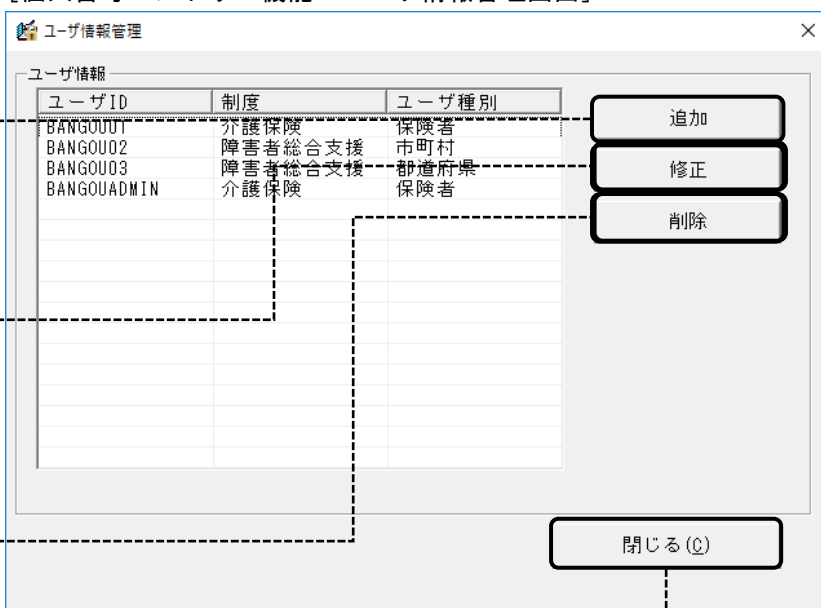 ユーザ情報管理
ユーザ情報
ユーザID 制度 ユーザ種別
BANGOU01 介護保険 保険者
BANGOU02 障害者総合支援 市町村
BANGOU03 障害者総合支援 都道府県
BANGOUADMIN 介護保険 保険者
追加
修正
削除
閉じる(C)